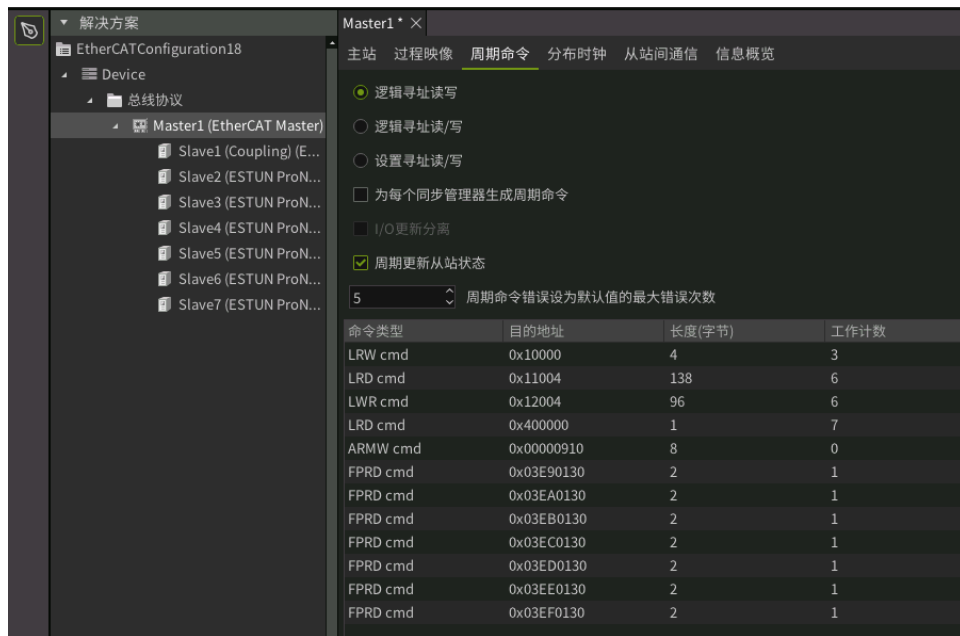 解决方案
Master1 *
EtherCATConfiguration18
主站 过程映像 周期命令 分布时钟 从站间通信 信息概览
Device
总线协议
Master1 (EtherCAT Master)
Slave1 (Coupling) (E...
Slave2 (ESTUN ProN...
Slave3 (ESTUN ProN...
Slave4 (ESTUN ProN...
Slave5 (ESTUN ProN...
Slave6 (ESTUN ProN...
Slave7 (ESTUN ProN...
逻辑寻址读写
逻辑寻址读/写
设置寻址读/写
为每个同步管理器生成周期命令
I/O更新分离
周期更新从站状态
5 周期命令错误设为默认值的最大错误次数
命令类型 目的地址 长度(字节) 工作计数
LRW cmd 0x10000 4 3
LRD cmd 0x11004 138 6
LWR cmd 0x12004 96 6
LRD cmd 0x400000 1 7
ARMW cmd 0x00000910 8 0
FPRD cmd 0x03E90130 2 1
FPRD cmd 0x03EA0130 2 1
FPRD cmd 0x03EB0130 2 1
FPRD cmd 0x03EC0130 2 1
FPRD cmd 0x03ED0130 2 1
FPRD cmd 0x03EE0130 2 1
FPRD cmd 0x03EF0130 2 1